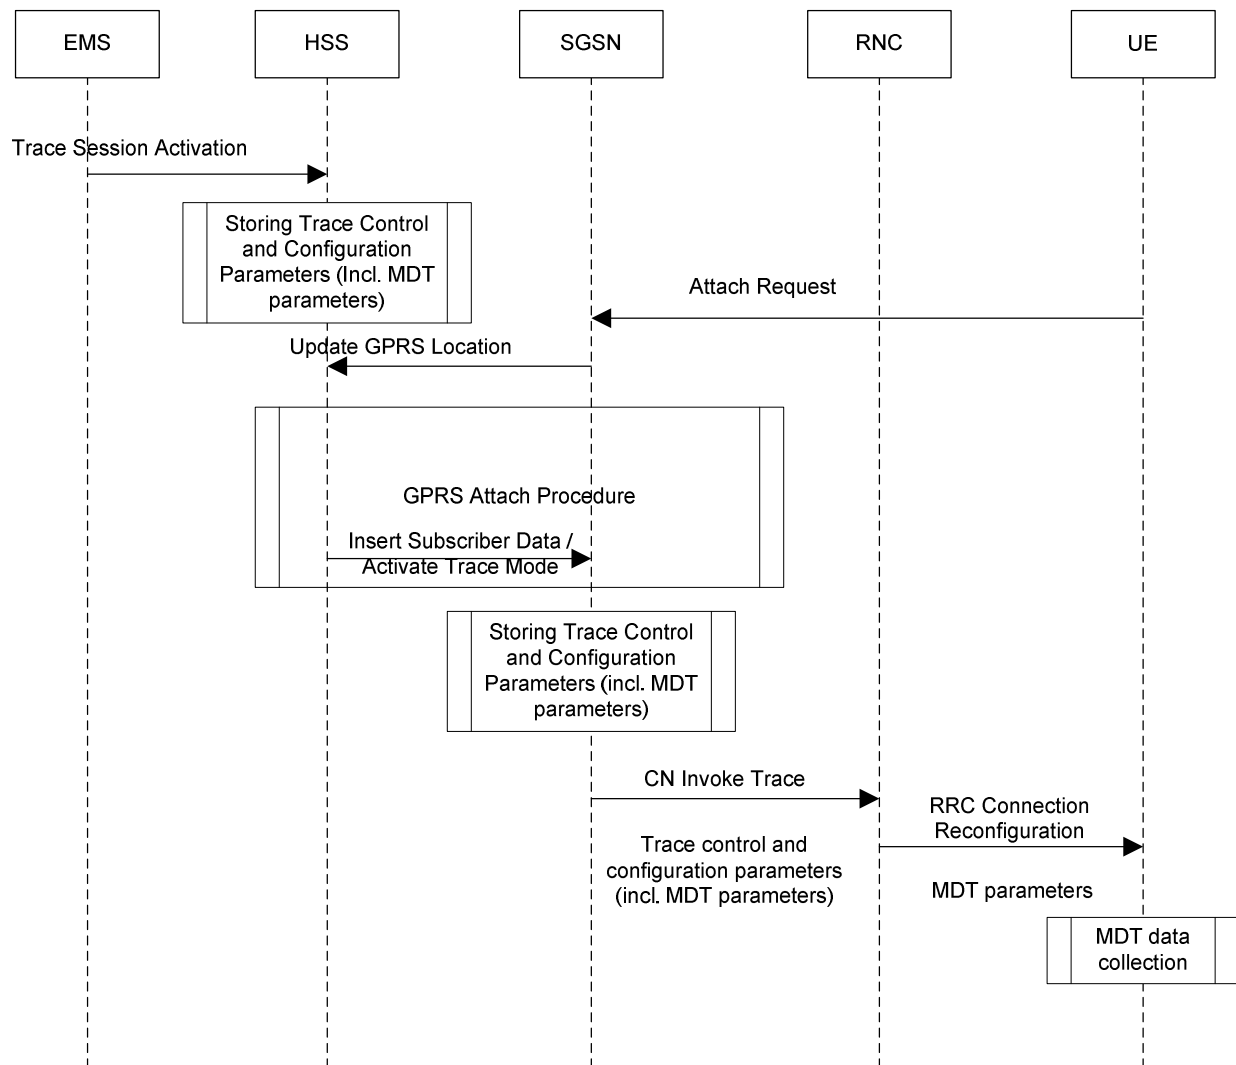 EMS
HSS
SGSN
RNC
UE
Trace Session Activation
Storing Trace Control
and Configuration
Parameters (Incl. MDT
parameters)
Attach Request
Update GPRS Location
GPRS Attach Procedure
Insert Subscriber Data /
Activate Trace Mode
Storing Trace Control
and Configuration
Parameters (incl. MDT
parameters)
CN Invoke Trace
Trace control and
configuration parameters
(incl. MDT parameters)
RRC Connection
Reconfiguration
MDT parameters
MDT data
collection